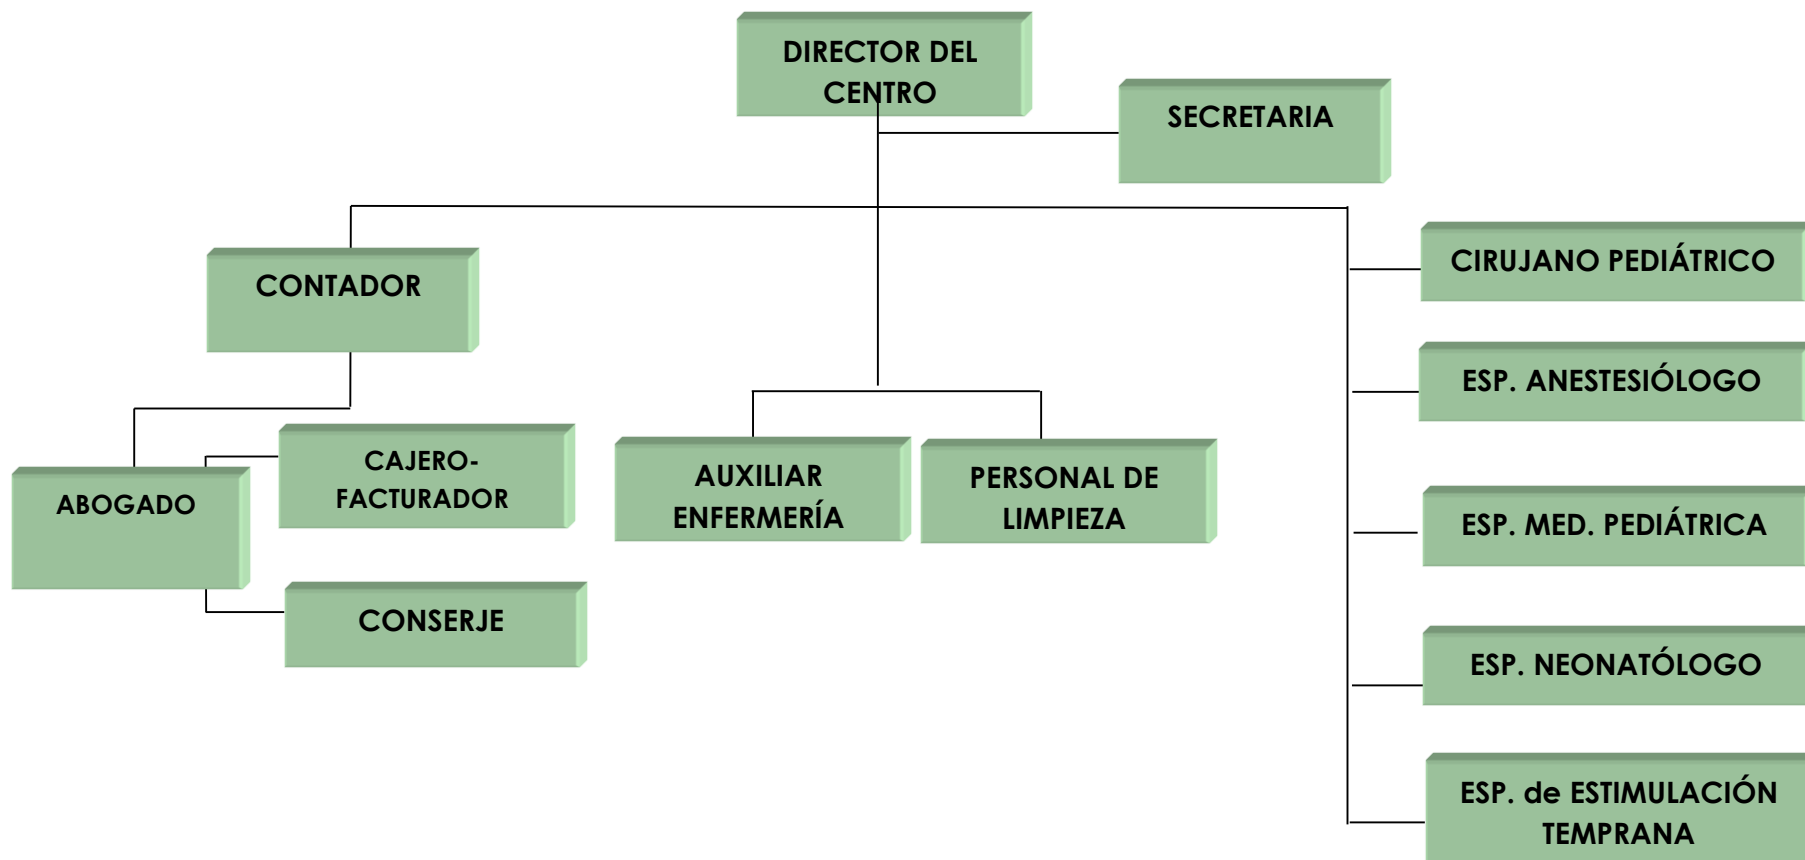 DIRECTOR DEL
CENTRO
SECRETARIA
CONTADOR
CIRUJANO PEDIÁTRICO
ESP. ANESTESIÓLOGO
ABOGADO
CAJERO-
FACTURADOR
CONSERJE
AUXILIAR
ENFERMERÍA
PERSONAL DE
LIMPIEZA
ESP. MED. PEDIÁTRICA
ESP. NEONATÓLOGO
ESP. de ESTIMULACIÓN
TEMPRANA